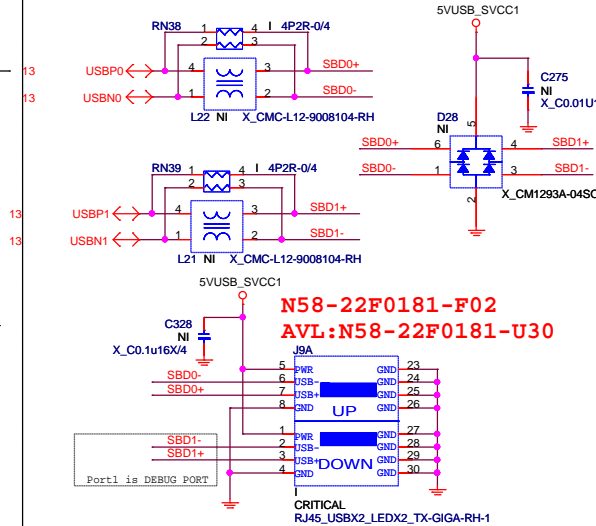 5VUSB_SVCC1
RN38 1 4 I 4P2R-0/4
2 3
13 USBP0 4 3 SBD0+
13 USBN0 1 2 SBD0-
L22 NI X_CMC-L12-9008104-RH
C275
NI
X_C0.01U1
D28
NI
5
SBD0+ 6 4 SBD1+
SBD0- 1 3 SBD1-
2
X_CM1293A-04SO
RN39 1 4 I 4P2R-0/4
2 3
13 USBP1 4 3 SBD1+
13 USBN1 1 2 SBD1-
L21 NI X_CMC-L12-9008104-RH
5VUSB_SVCC1
N58-22F0181-F02
AVL:N58-22F0181-U30
C328
NI
X_C0.1u16X/4
J9A
5 PWR GND 23
SBD0- 6 USB- GND 24
SBD0+ 7 USB+ GND 25
8 GND GND 26
UP
1 PWR GND 27
SBD1- 2 USB- GND 28
SBD1+ 3 USB+ GND 29
4 GND GND 30
DOWN
Port1 is DEBUG PORT
I
CRITICAL
RJ45_USBX2_LEDX2_TX-GIGA-RH-1